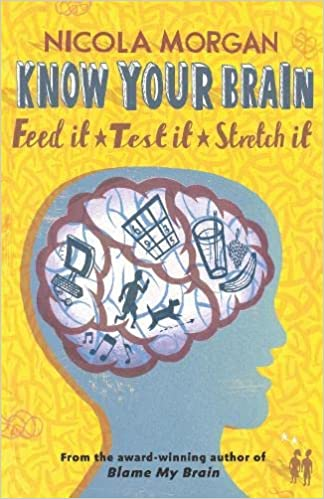 NICOLA MORGAN
KNOW YOUR BRAIN
Feed it ★ Test it ★ Stretch it
From the award-winning author of
Blame My Brain